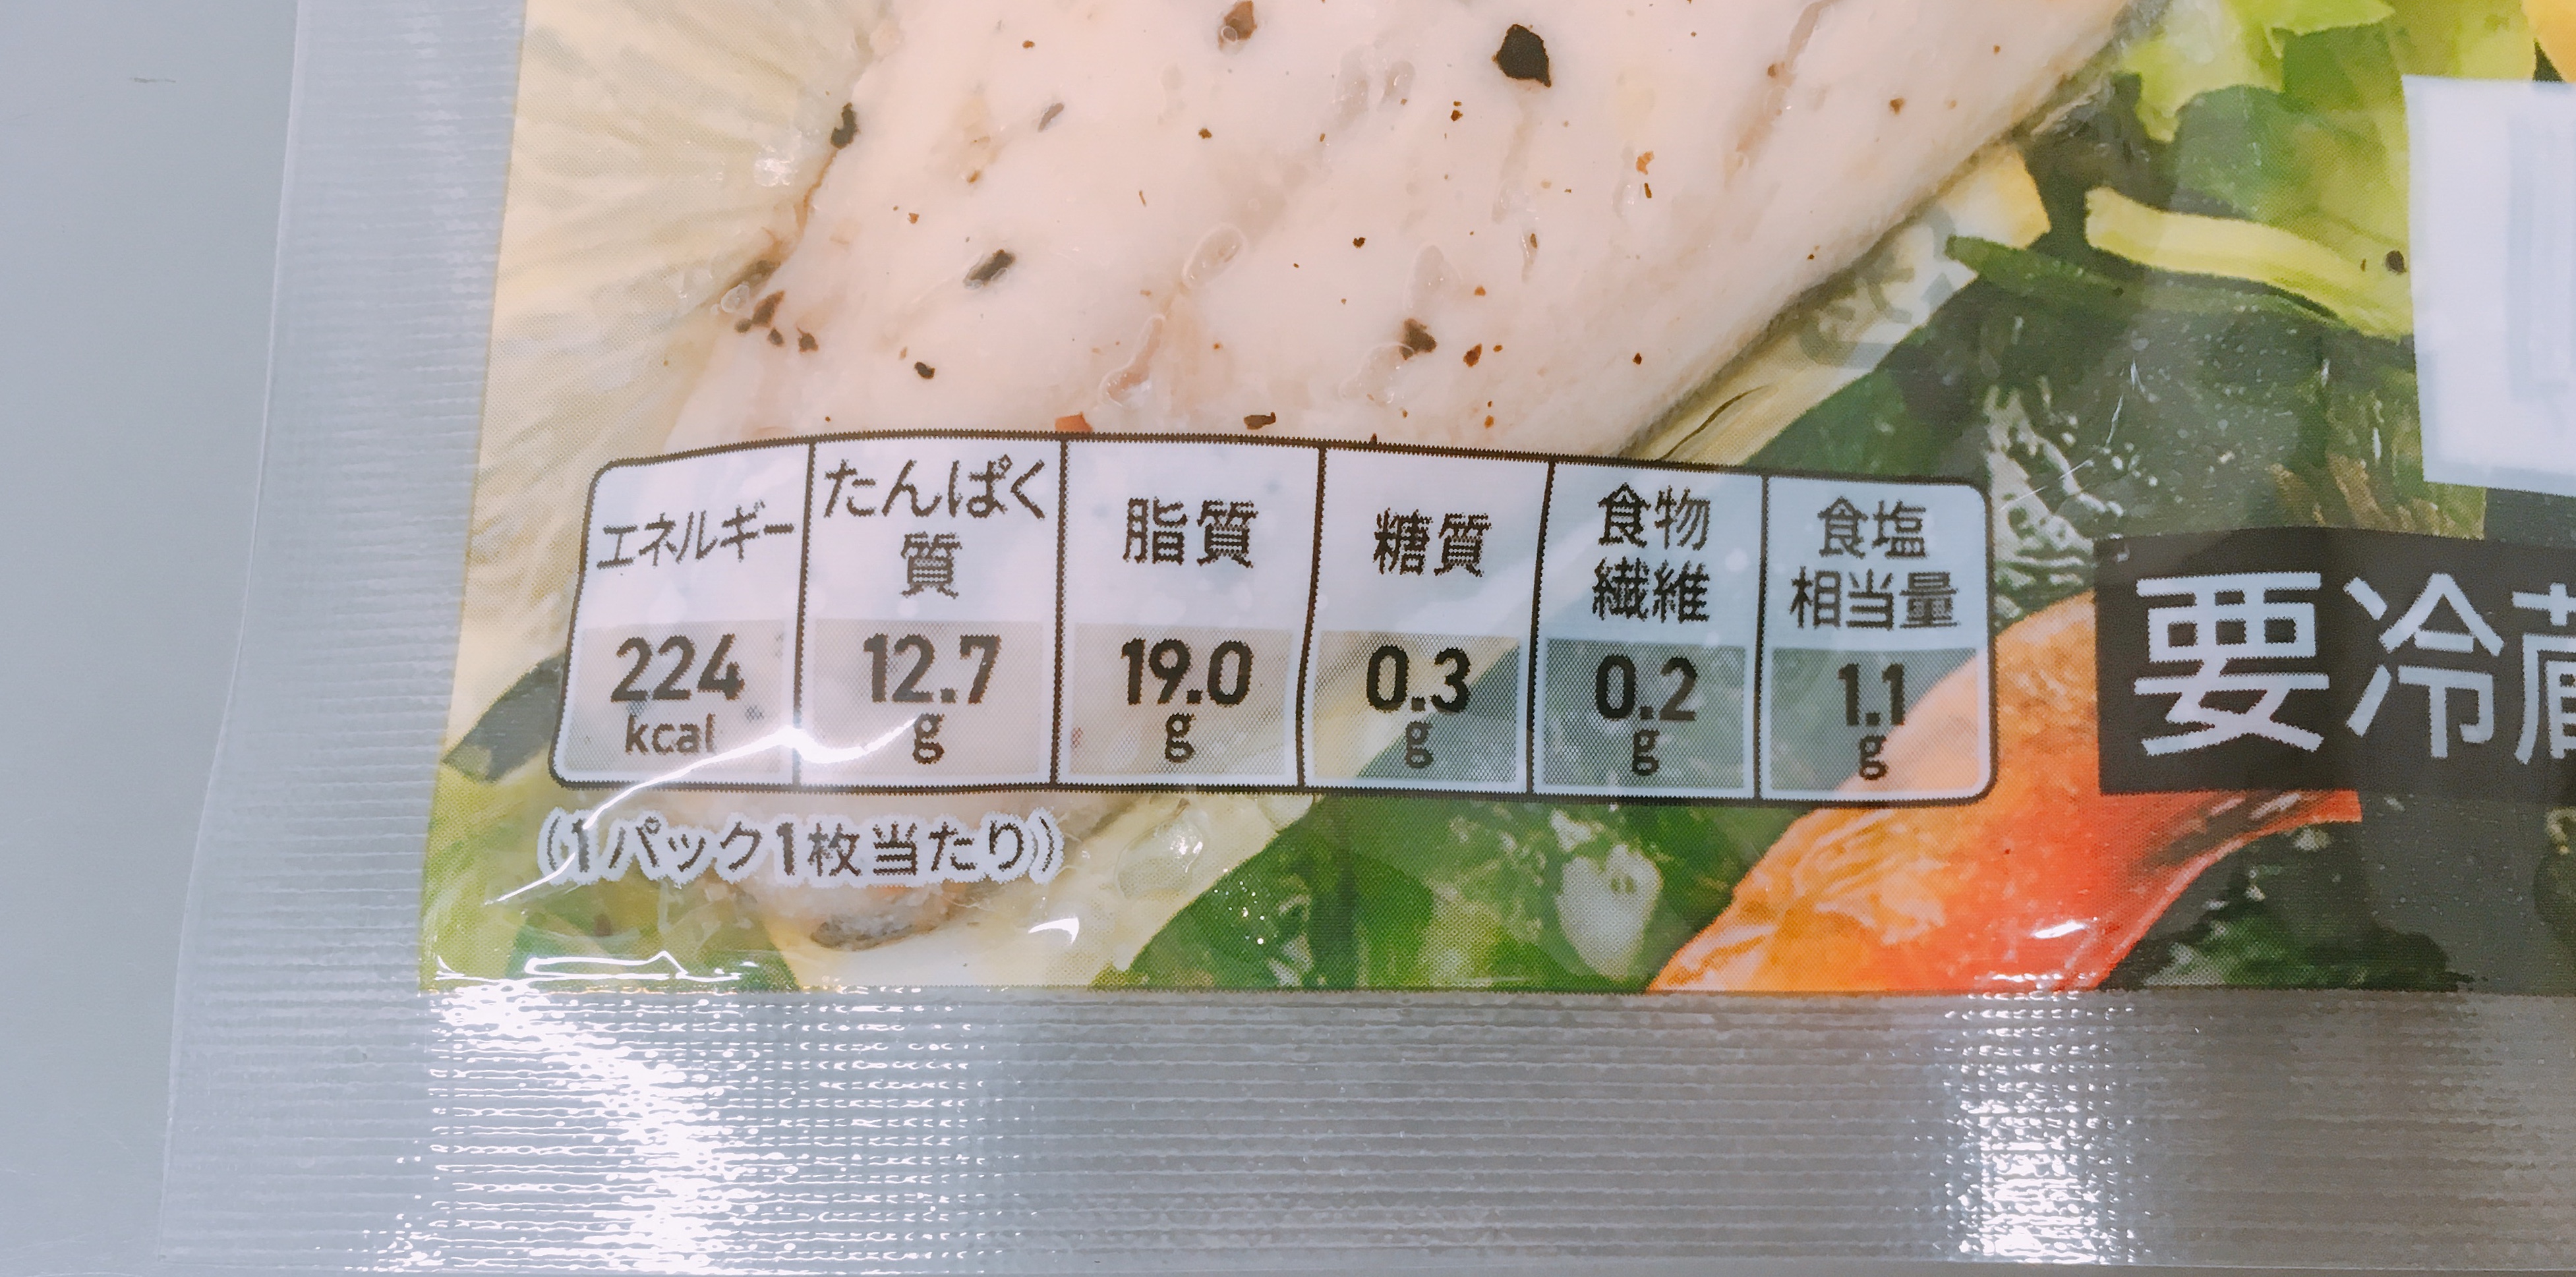 エネルギー
たんぱく
質
脂質
糖質
食物
繊維
食塩
相当量
224
kcal
12.7
g
19.0
g
0.3
g
0.2
g
1.1
g
(1パック1枚当たり)
要冷蔵